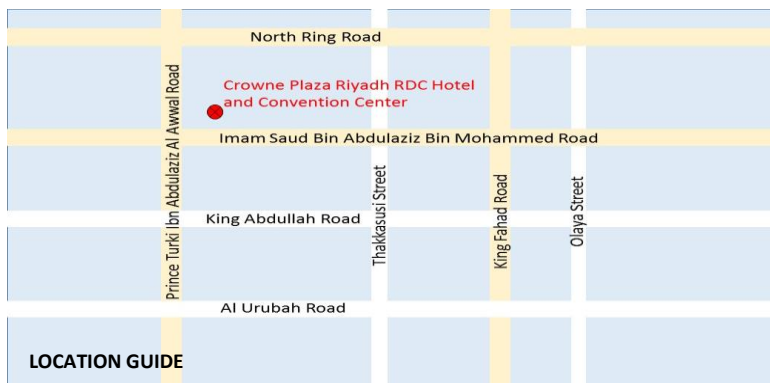 North Ring Road
Crowne Plaza Riyadh RDC Hotel
and Convention Center
Prince Turki Ibn Abdulaziz Al Awwal Road
Imam Saud Bin Abdulaziz Bin Mohammed Road
Thakkasusi Street
King Fahad Road
Olaya Street
King Abdullah Road
Al Urubah Road
LOCATION GUIDE